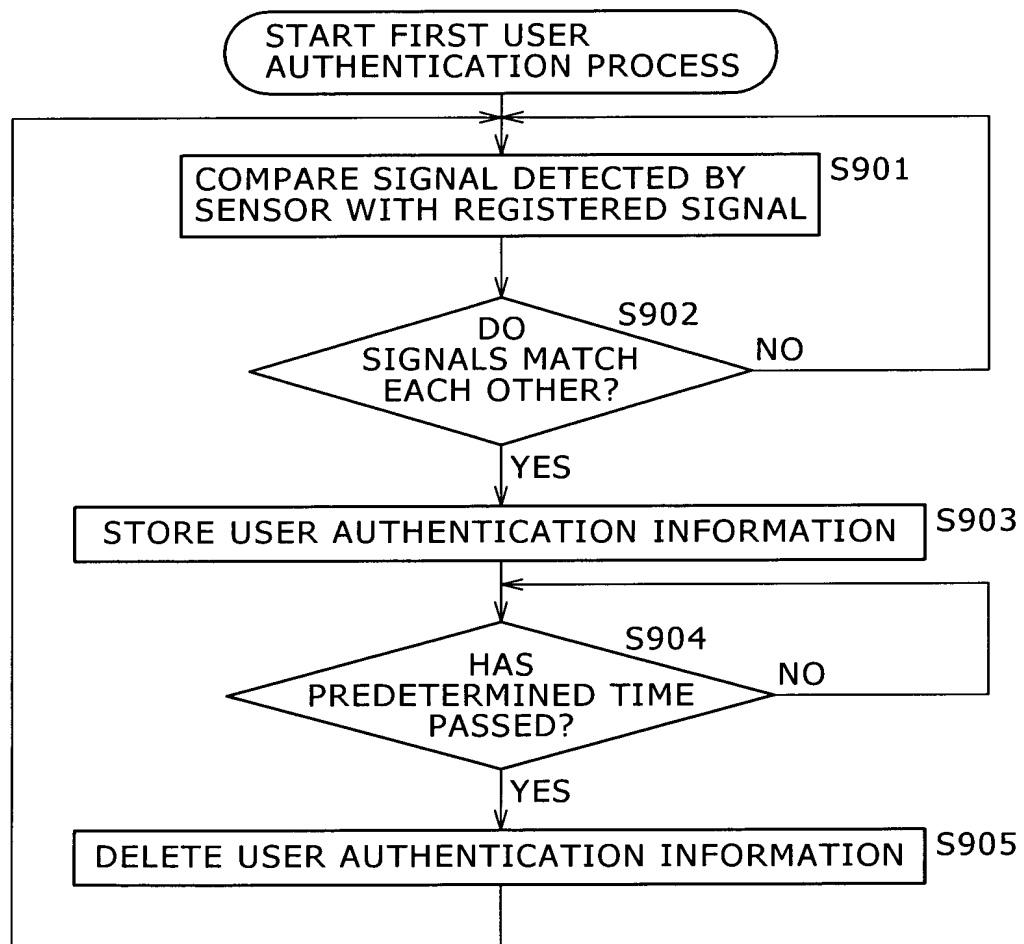 START FIRST USER
AUTHENTICATION PROCESS
COMPARE SIGNAL DETECTED BY
SENSOR WITH REGISTERED SIGNAL
S901
DO
SIGNALS MATCH
EACH OTHER?
S902
NO
YES
STORE USER AUTHENTICATION INFORMATION
S903
HAS
PREDETERMINED TIME
PASSED?
S904
NO
YES
DELETE USER AUTHENTICATION INFORMATION
S905